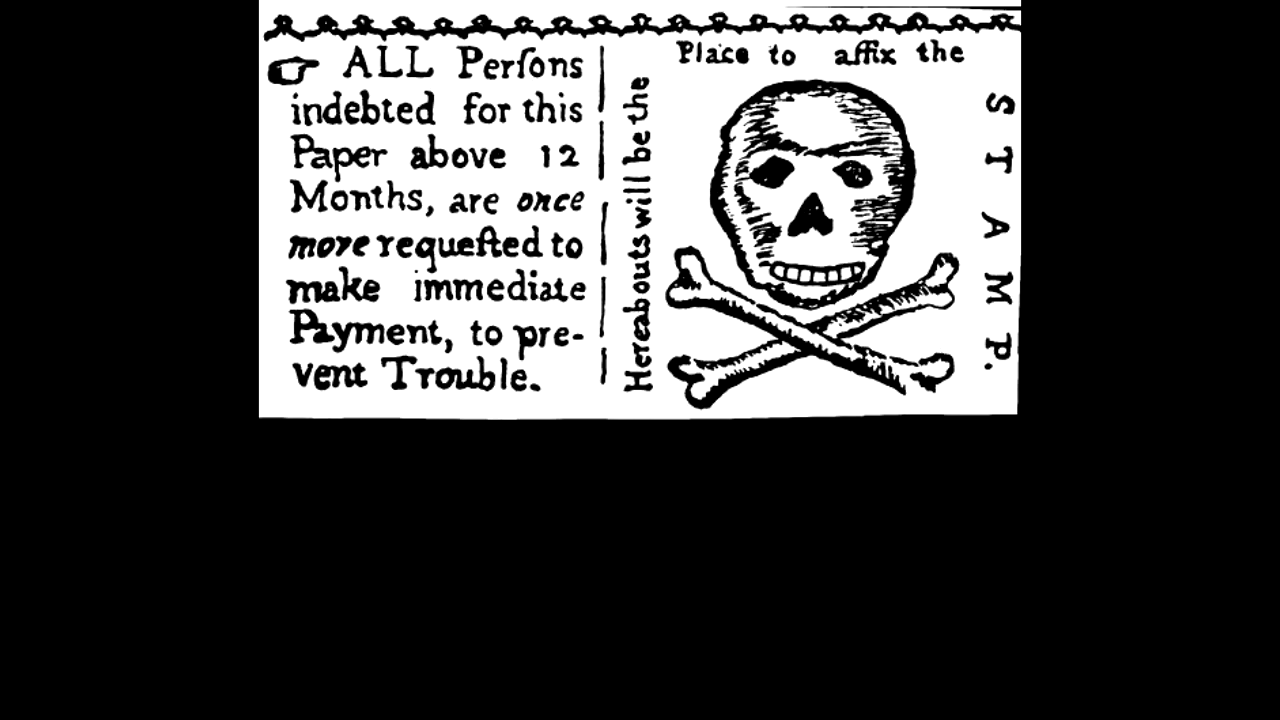 ☞ ALL Perſons
indebted for this
Paper above 12
Months, are once
more requeſted to
make immediate
Payment, to pre-
vent Trouble.
Hereabouts will be the
Place to affix the
STAMP.